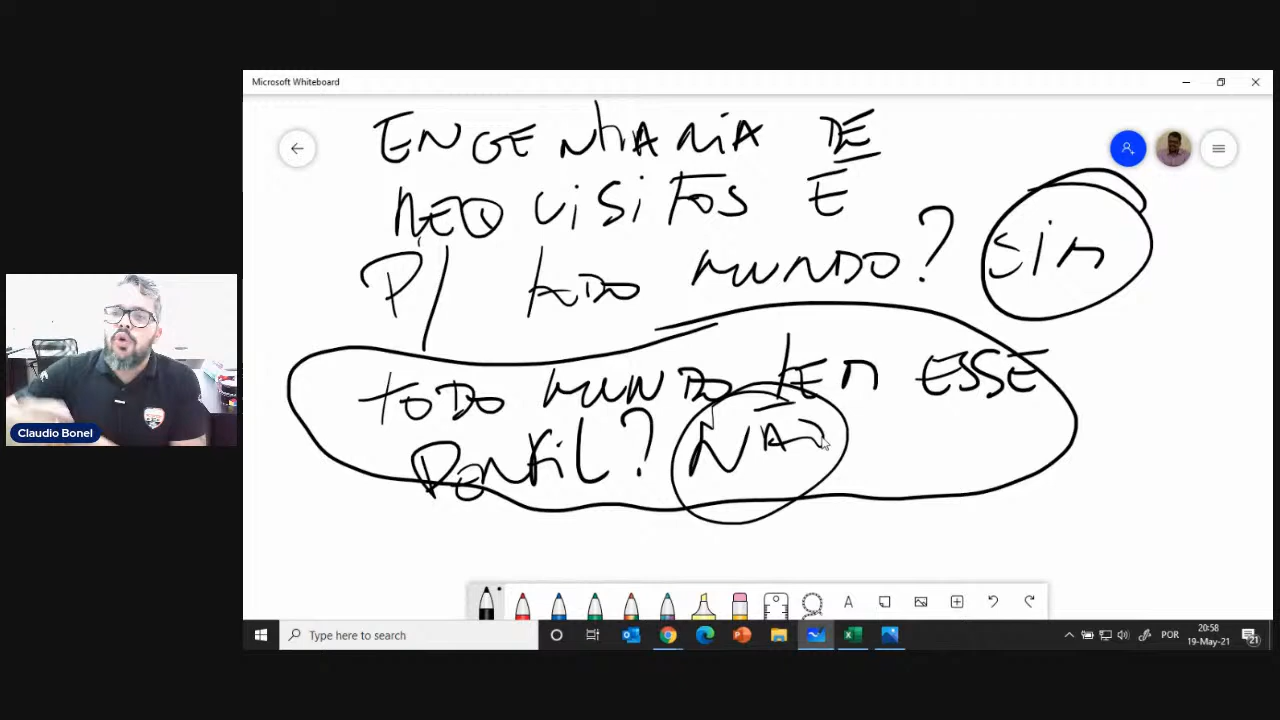 Microsoft Whiteboard
ENGENHARIA DE
REQUISITOS E
P/ TODO MUNDO? SIM
TODO MUNDO TEM ESSE
PERFIL? NÃO
Claudio Bonel
Type here to search
POR
20:58
19-May-21
21